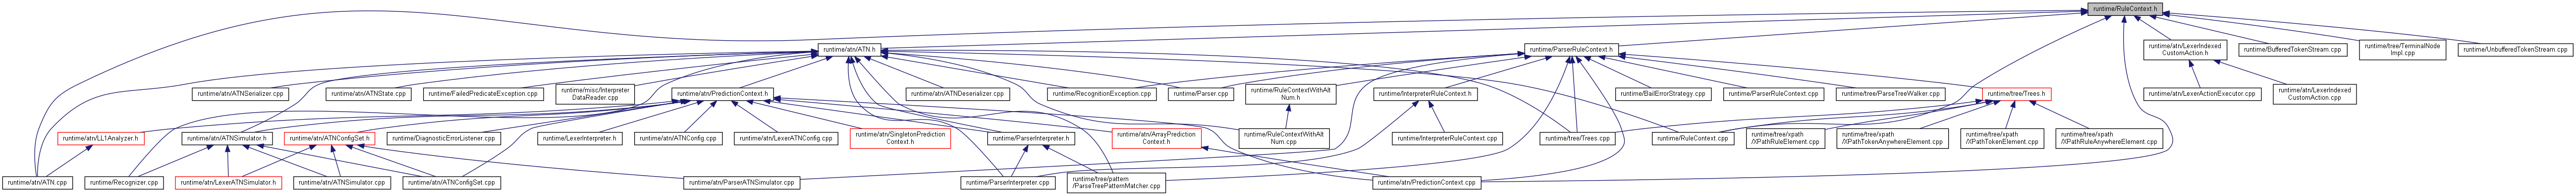 runtime/RuleContext.h
runtime/atn/ATN.h
runtime/ParserRuleContext.h
runtime/atn/LexerIndexed
CustomAction.h
runtime/BufferedTokenStream.cpp
runtime/tree/TerminalNode
Impl.cpp
runtime/UnbufferedTokenStream.cpp
runtime/atn/ATNSerializer.cpp
runtime/atn/ATNState.cpp
runtime/FailedPredicateException.cpp
runtime/misc/Interpreter
DataReader.cpp
runtime/atn/PredictionContext.h
runtime/atn/ATNDeserializer.cpp
runtime/RecognitionException.cpp
runtime/Parser.cpp
runtime/RuleContextWithAlt
Num.h
runtime/InterpreterRuleContext.h
runtime/BailErrorStrategy.cpp
runtime/ParserRuleContext.cpp
runtime/tree/ParseTreeWalker.cpp
runtime/tree/Trees.h
runtime/atn/LexerActionExecutor.cpp
runtime/atn/LexerIndexed
CustomAction.cpp
runtime/atn/LL1Analyzer.h
runtime/atn/ATNSimulator.h
runtime/atn/ATNConfigSet.h
runtime/DiagnosticErrorListener.cpp
runtime/LexerInterpreter.h
runtime/atn/ATNConfig.cpp
runtime/atn/LexerATNConfig.cpp
runtime/atn/SingletonPrediction
Context.h
runtime/ParserInterpreter.h
runtime/atn/ArrayPrediction
Context.h
runtime/RuleContextWithAlt
Num.cpp
runtime/InterpreterRuleContext.cpp
runtime/tree/Trees.cpp
runtime/RuleContext.cpp
runtime/tree/xpath
/XPathRuleElement.cpp
runtime/tree/xpath
/XPathTokenAnywhereElement.cpp
runtime/tree/xpath
/XPathTokenElement.cpp
runtime/tree/xpath
/XPathRuleAnywhereElement.cpp
runtime/atn/ATN.cpp
runtime/Recognizer.cpp
runtime/atn/LexerATNSimulator.h
runtime/atn/ATNSimulator.cpp
runtime/atn/ATNConfigSet.cpp
runtime/atn/ParserATNSimulator.cpp
runtime/ParserInterpreter.cpp
runtime/tree/pattern
/ParseTreePatternMatcher.cpp
runtime/atn/PredictionContext.cpp